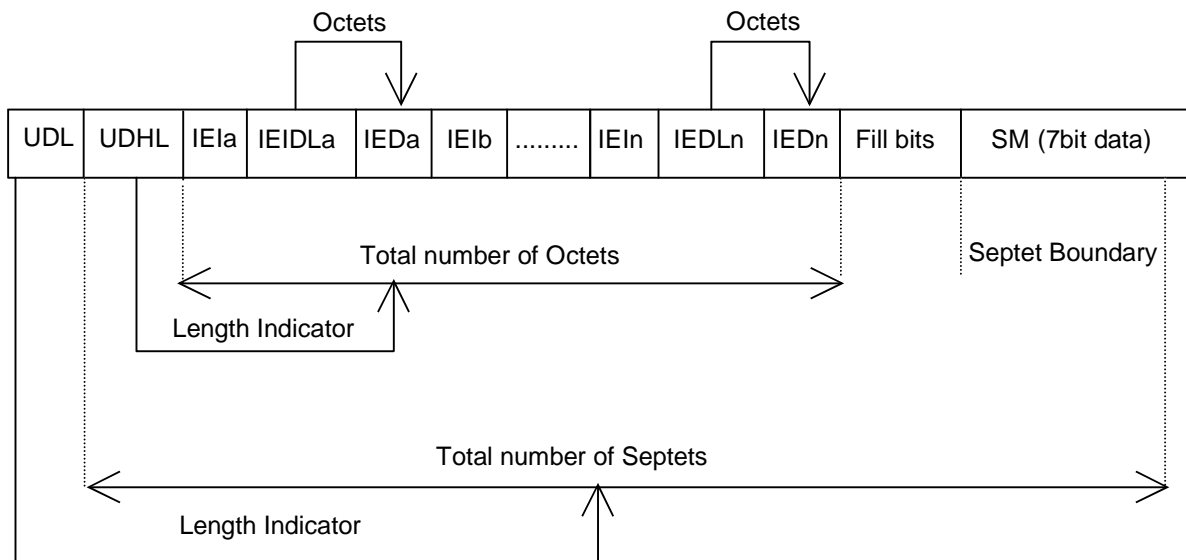 Octets Octets
UDL UDHL IEIa IEIDLa IEDa IEIb ......... IEIn IEDLn IEDn Fill bits SM (7bit data)
Total number of Octets
Septet Boundary
Length Indicator
Total number of Septets
Length Indicator